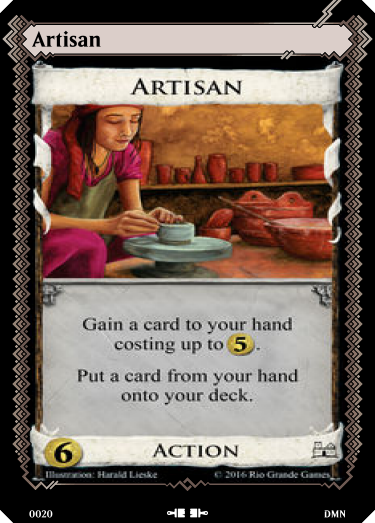 Artisan
ARTISAN
Gain a card to your hand
costing up to 5.
Put a card from your hand
onto your deck.
6 ACTION
Illustration: Harald Lieske © 2016 Rio Grande Games
0020 DMN